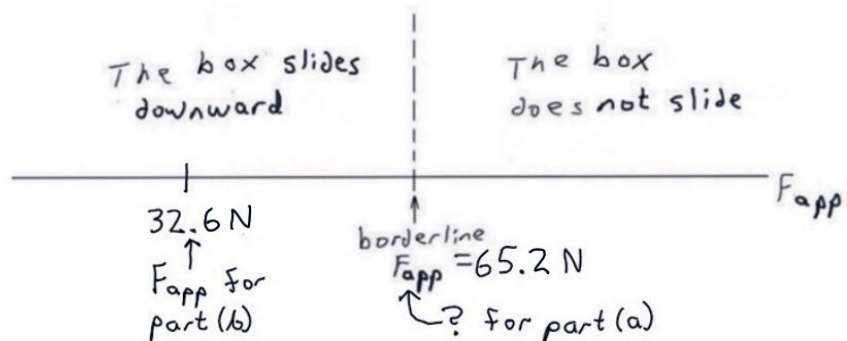 The box slides
downward
The box
does not slide
Fapp
32.6 N
Fapp for
part (b)
borderline
Fapp = 65.2 N
? for part (a)